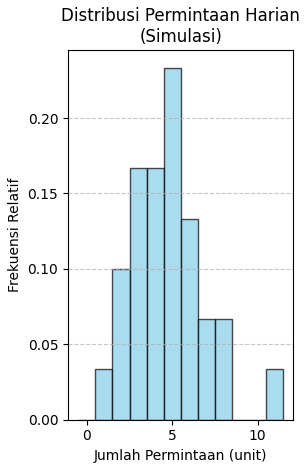 Distribusi Permintaan Harian
(Simulasi)
Frekuensi Relatif
0.20
0.15
0.10
0.05
0.00
0 5 10
Jumlah Permintaan (unit)